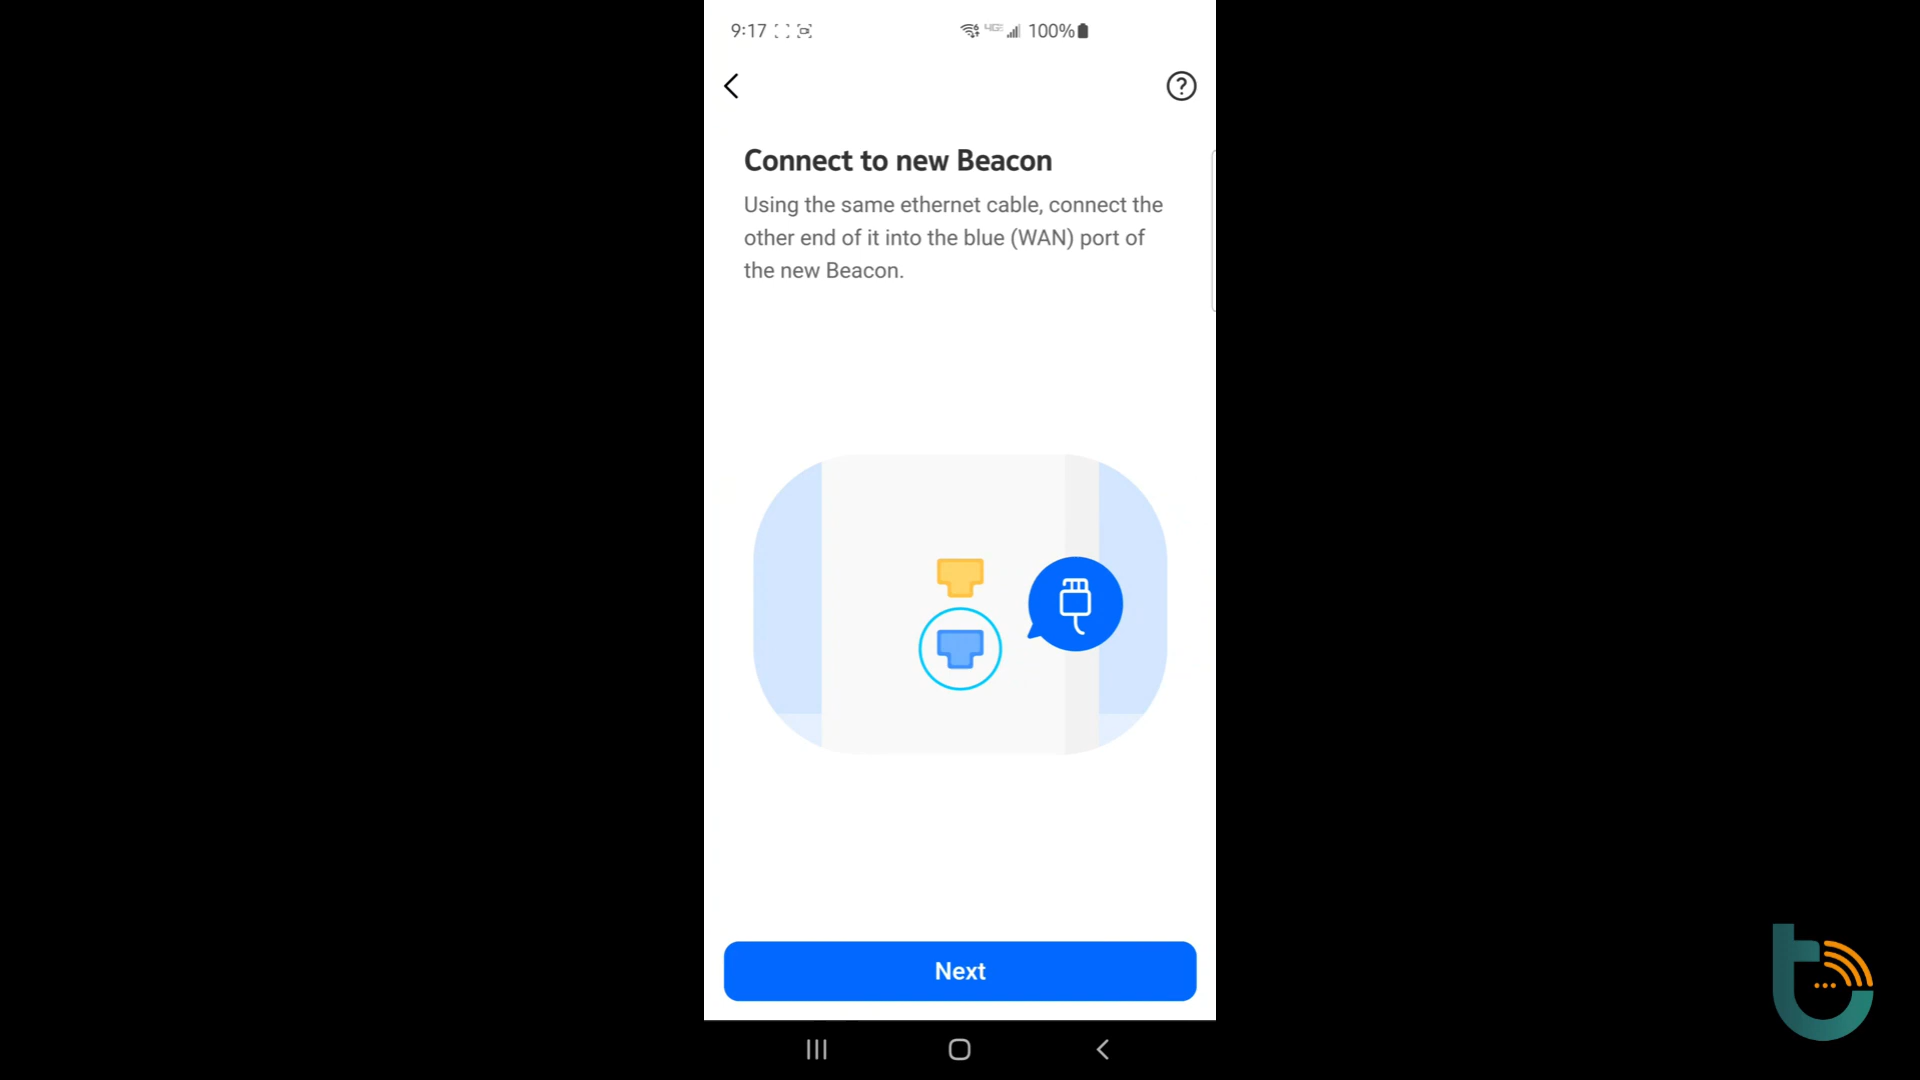 9:17
4G 100%
Connect to new Beacon
Using the same ethernet cable, connect the
other end of it into the blue (WAN) port of
the new Beacon.
Next